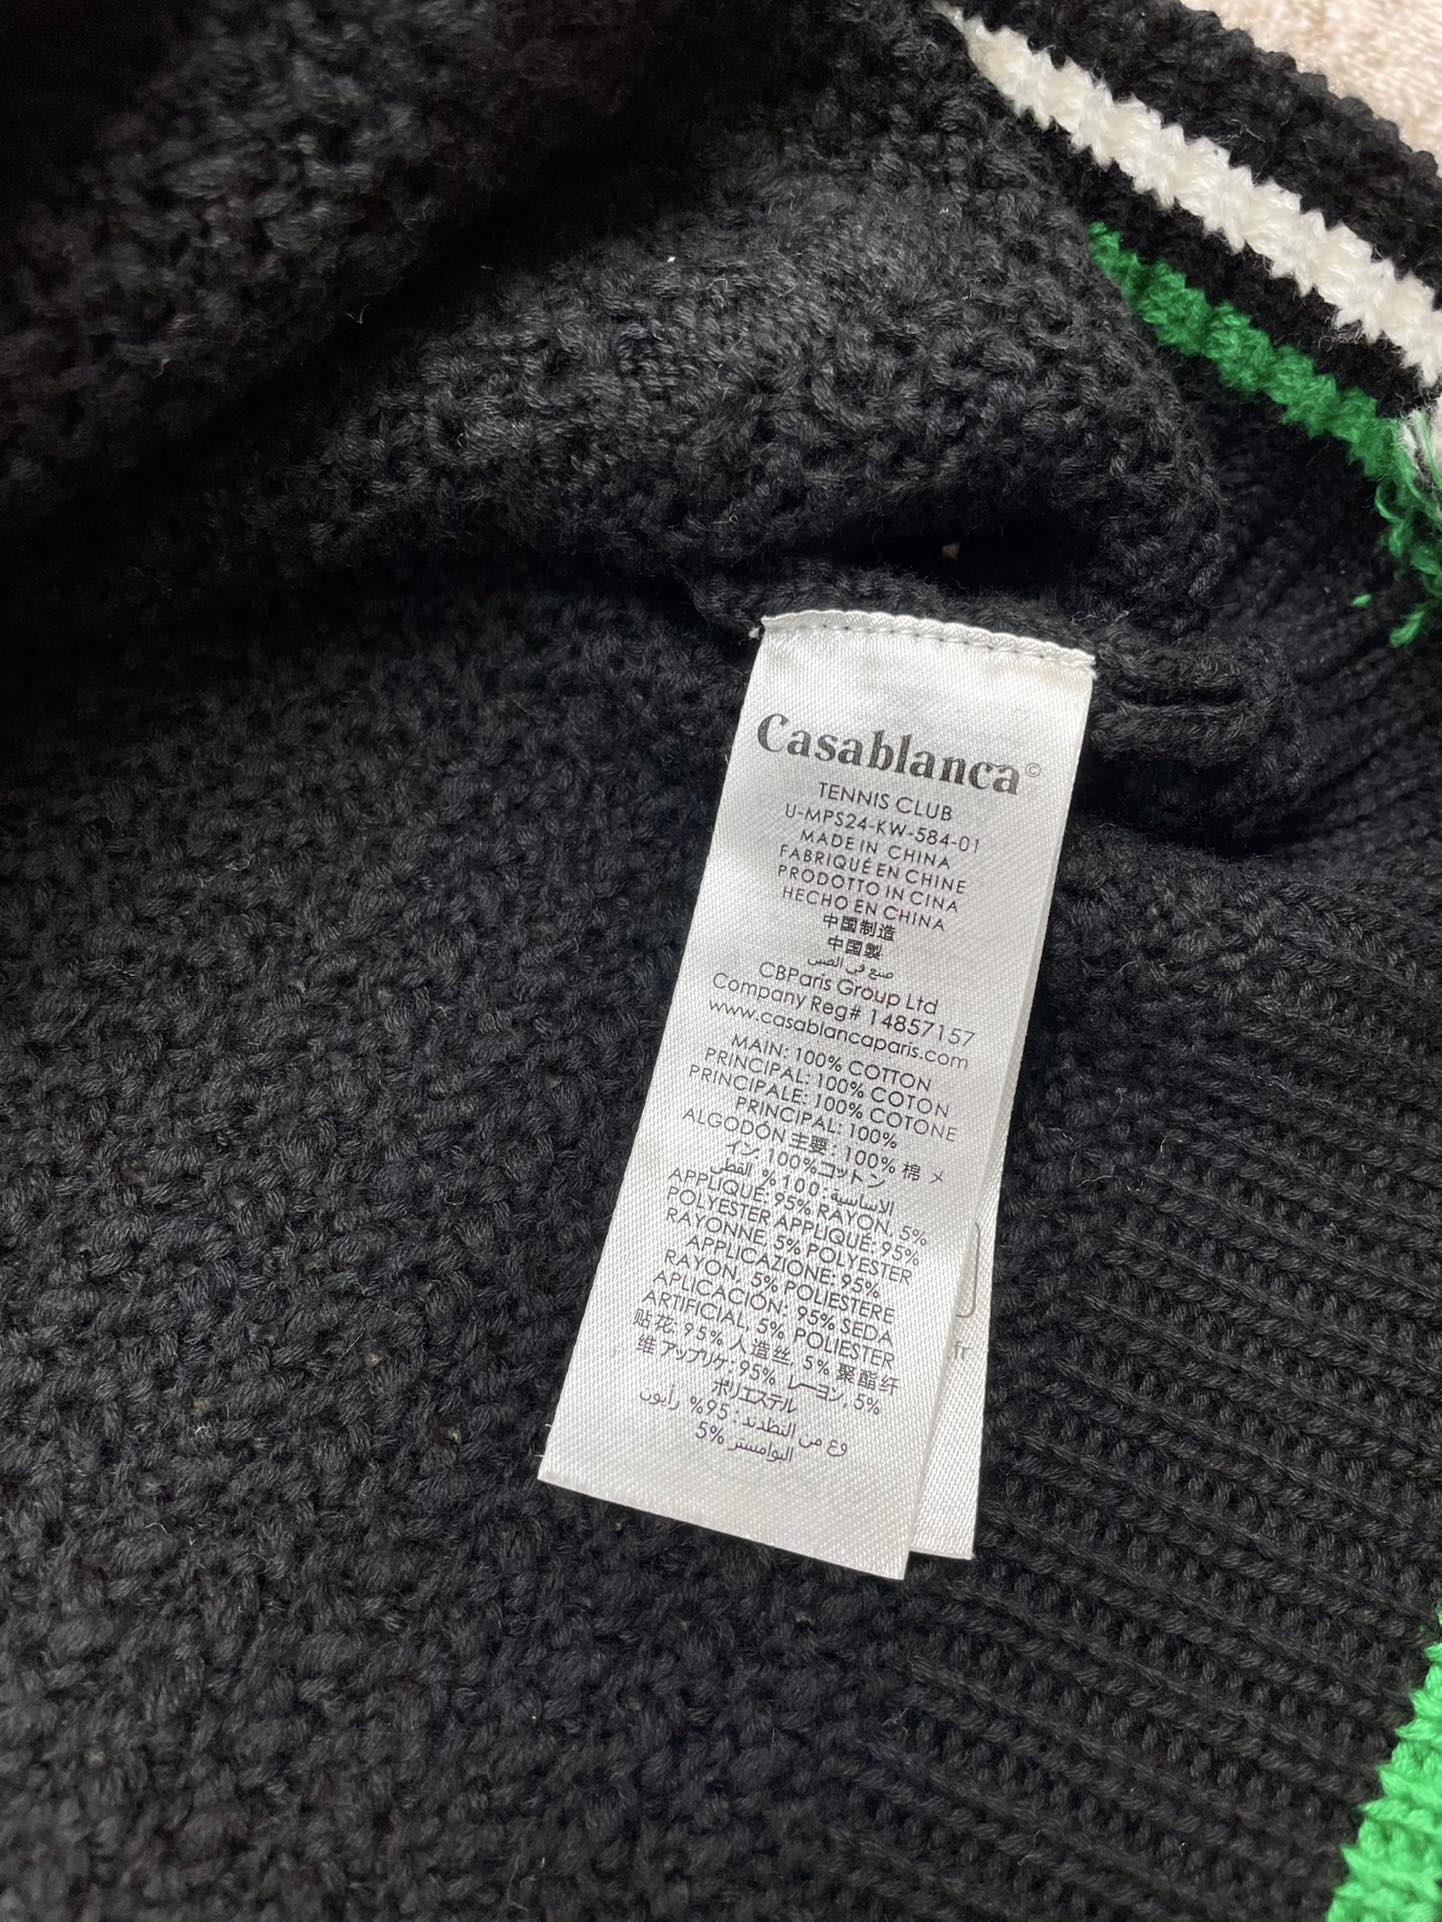 Casablanca©
TENNIS CLUB
U-MPS24-KW-584-01
MADE IN CHINA
FABRIQUÉ EN CHINE
PRODOTTO IN CINA
HECHO EN CHINA
中国制造
中国製
صنع في الصين
CBParis Group Ltd
Company Reg# 14857157
www.casablancaparis.com
MAIN: 100% COTTON
PRINCIPAL: 100% COTON
PRINCIPALE: 100% COTONE
PRINCIPAL: 100%
ALGODÓN 主要: 100% 棉 メ
イン: 100%コットン
الاساسية: 100 % القطن
APPLIQUE: 95% RAYON, 5%
POLYESTER APPLIQUÉ: 95%
RAYONNE, 5% POLYESTER
APPLICAZIONE: 95%
RAYON, 5% POLIESTERE
APLICACIÓN: 95% SEDA
ARTIFICIAL, 5% POLIESTER
贴花: 95% 人造丝, 5% 聚酯纤
维 アップリケ: 95% レーヨン, 5%
ポリエステル
95% رأيون
5%
fr